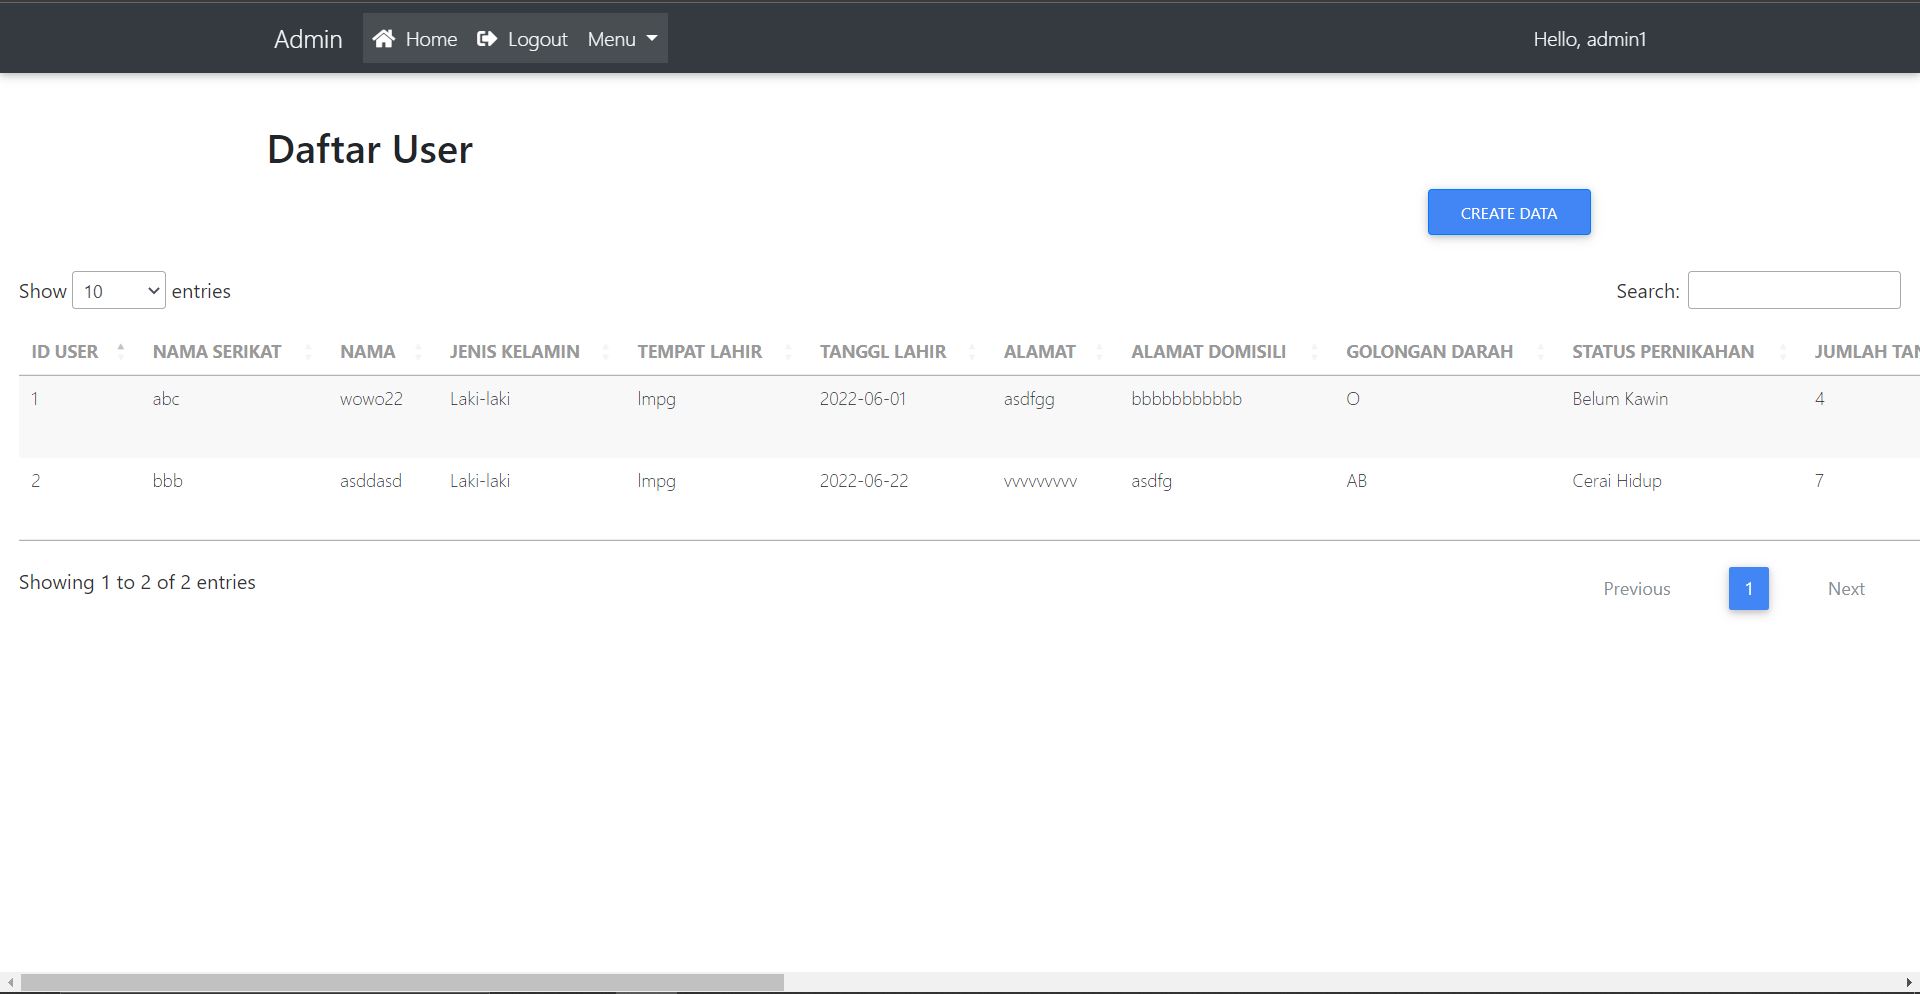 Admin Home Logout Menu Hello, admin1
Daftar User
CREATE DATA
Show 10 entries Search:
ID USER NAMA SERIKAT NAMA JENIS KELAMIN TEMPAT LAHIR TANGGL LAHIR ALAMAT ALAMAT DOMISILI GOLONGAN DARAH STATUS PERNIKAHAN JUMLAH TAN
1 abc wowo22 Laki-laki lmpg 2022-06-01 asdfgg bbbbbbbbbbb O Belum Kawin 4
2 bbb asddasd Laki-laki lmpg 2022-06-22 vvvvvvvvv asdfg AB Cerai Hidup 7
Showing 1 to 2 of 2 entries Previous 1 Next